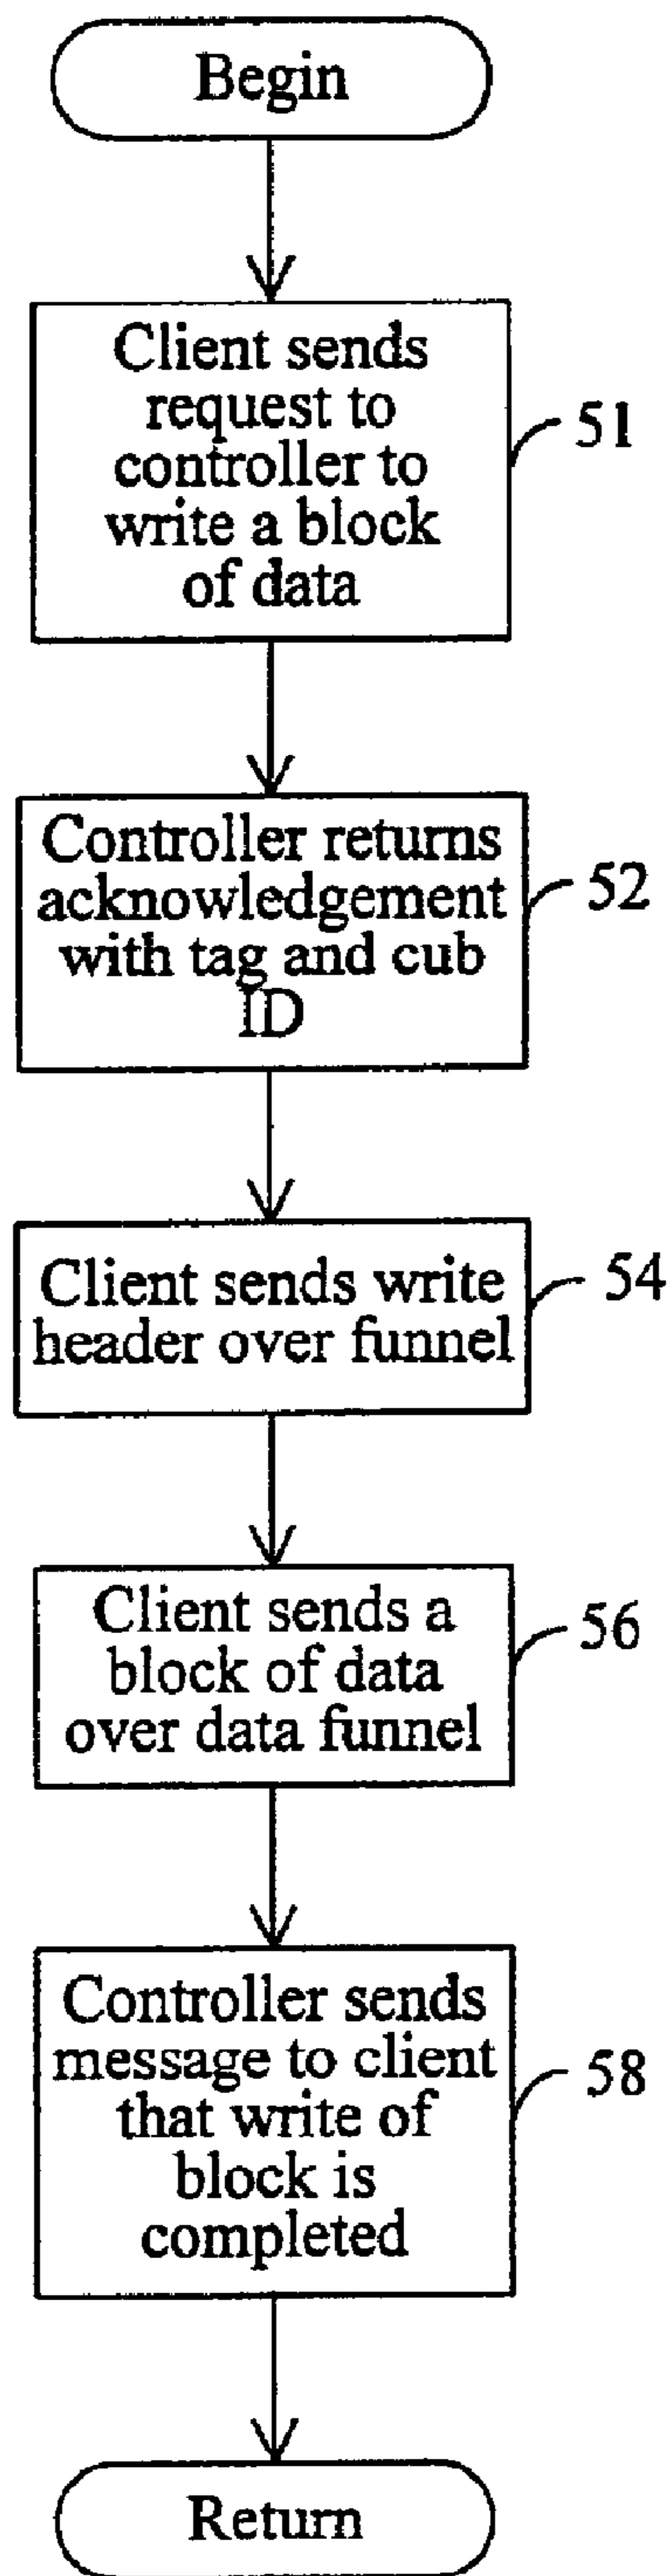 Begin
Client sends
request to
controller to
write a block
of data
51
Controller returns
acknowledgement
with tag and cub
ID
52
Client sends write
header over funnel
54
Client sends a
block of data
over data funnel
56
Controller sends
message to client
that write of
block is
completed
58
Return